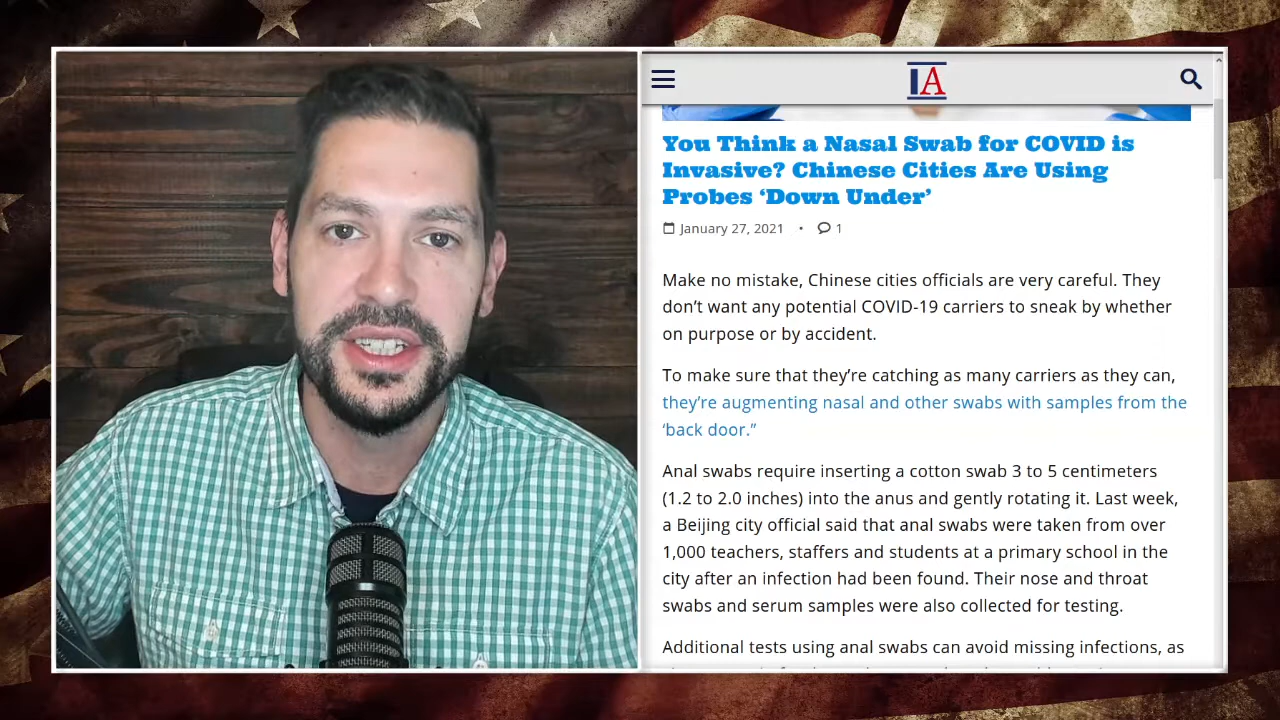 IA
You Think a Nasal Swab for COVID is
Invasive? Chinese Cities Are Using
Probes ‘Down Under’
January 27, 2021 • 1
Make no mistake, Chinese cities officials are very careful. They
don’t want any potential COVID-19 carriers to sneak by whether
on purpose or by accident.
To make sure that they’re catching as many carriers as they can,
they’re augmenting nasal and other swabs with samples from the
‘back door.”
Anal swabs require inserting a cotton swab 3 to 5 centimeters
(1.2 to 2.0 inches) into the anus and gently rotating it. Last week,
a Beijing city official said that anal swabs were taken from over
1,000 teachers, staffers and students at a primary school in the
city after an infection had been found. Their nose and throat
swabs and serum samples were also collected for testing.
Additional tests using anal swabs can avoid missing infections, as